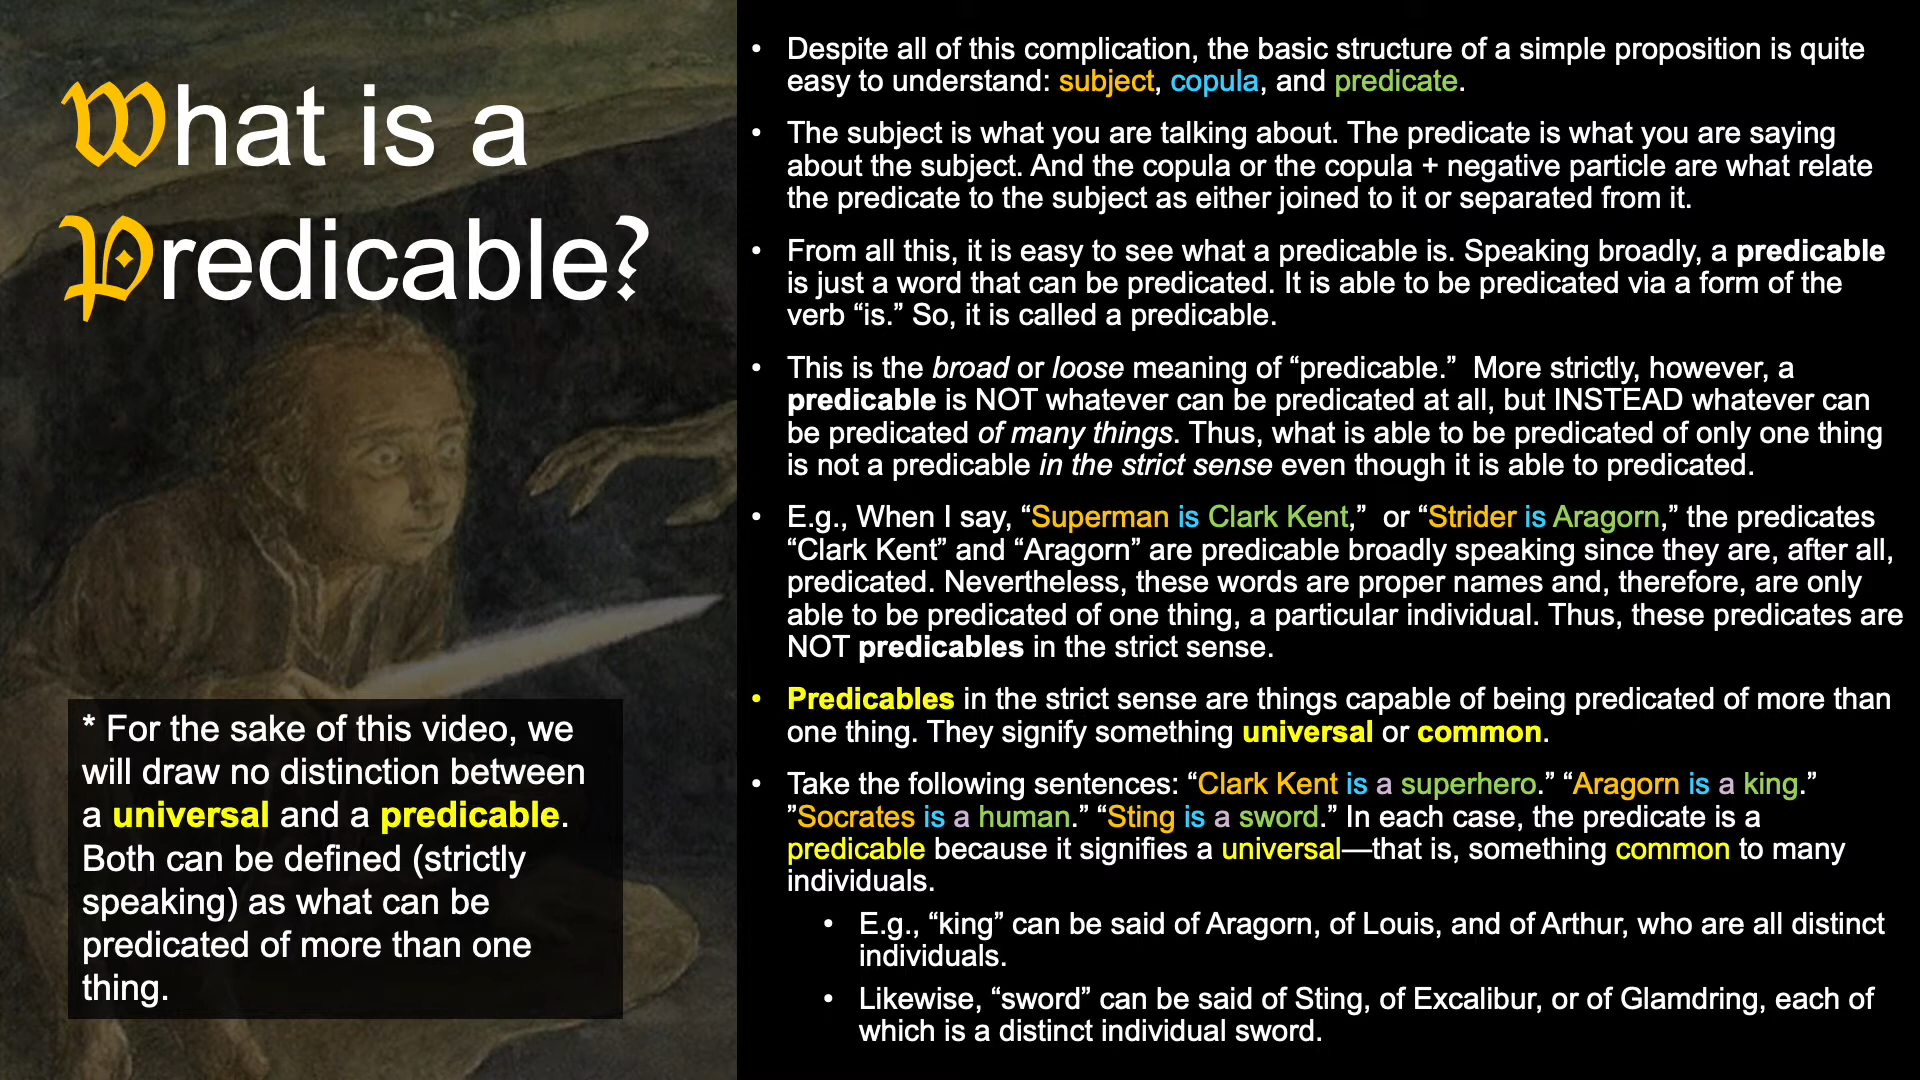 What is a
Predicable?
* For the sake of this video, we
will draw no distinction between
a universal and a predicable.
Both can be defined (strictly
speaking) as what can be
predicated of more than one
thing.
• Despite all of this complication, the basic structure of a simple proposition is quite
easy to understand: subject, copula, and predicate.
• The subject is what you are talking about. The predicate is what you are saying
about the subject. And the copula or the copula + negative particle are what relate
the predicate to the subject as either joined to it or separated from it.
• From all this, it is easy to see what a predicable is. Speaking broadly, a predicable
is just a word that can be predicated. It is able to be predicated via a form of the
verb “is.” So, it is called a predicable.
• This is the broad or loose meaning of “predicable.”  More strictly, however, a
predicable is NOT whatever can be predicated at all, but INSTEAD whatever can
be predicated of many things. Thus, what is able to be predicated of only one thing
is not a predicable in the strict sense even though it is able to predicated.
• E.g., When I say, “Superman is Clark Kent,”  or “Strider is Aragorn,” the predicates
“Clark Kent” and “Aragorn” are predicable broadly speaking since they are, after all,
predicated. Nevertheless, these words are proper names and, therefore, are only
able to be predicated of one thing, a particular individual. Thus, these predicates are
NOT predicables in the strict sense.
• Predicables in the strict sense are things capable of being predicated of more than
one thing. They signify something universal or common.
• Take the following sentences: “Clark Kent is a superhero.” “Aragorn is a king.”
”Socrates is a human.” “Sting is a sword.” In each case, the predicate is a
predicable because it signifies a universal—that is, something common to many
individuals.
• E.g., “king” can be said of Aragorn, of Louis, and of Arthur, who are all distinct
individuals.
• Likewise, “sword” can be said of Sting, of Excalibur, or of Glamdring, each of
which is a distinct individual sword.